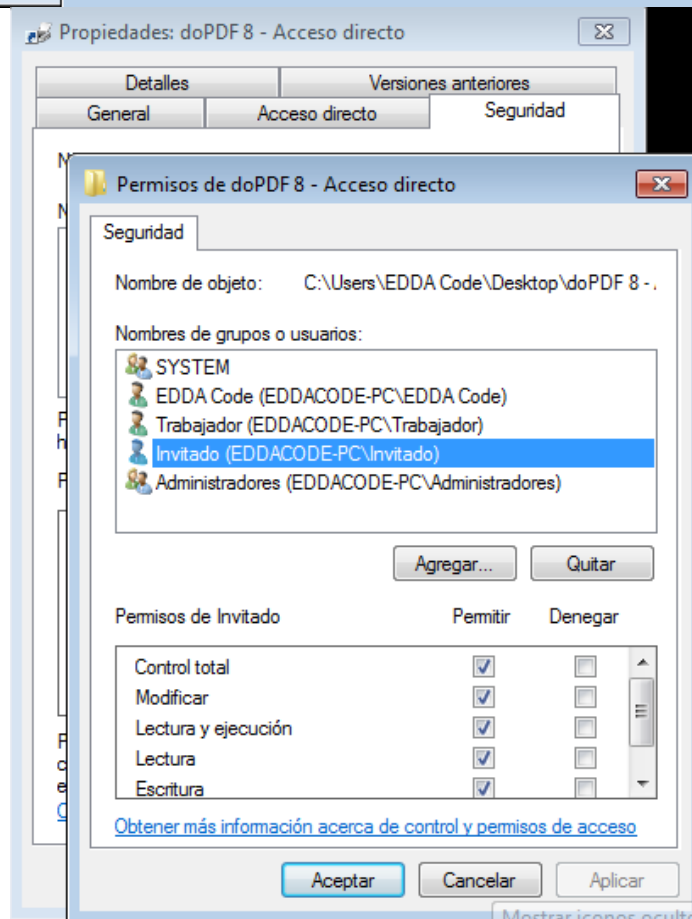 Propiedades: doPDF 8 - Acceso directo
Detalles Versiones anteriores
General Acceso directo Seguridad
Permisos de doPDF 8 - Acceso directo
Seguridad
Nombre de objeto: C:\Users\EDDA Code\Desktop\doPDF 8 - .
Nombres de grupos o usuarios:
SYSTEM
EDDA Code (EDDACODE-PC\EDDA Code)
Trabajador (EDDACODE-PC\Trabajador)
Invitado (EDDACODE-PC\Invitado)
Administradores (EDDACODE-PC\Administradores)
Agregar... Quitar
Permisos de Invitado Permitir Denegar
Control total
Modificar
Lectura y ejecución
Lectura
Escritura
Obtener más información acerca de control y permisos de acceso
Aceptar Cancelar Aplicar
Mostrar iconos oculto